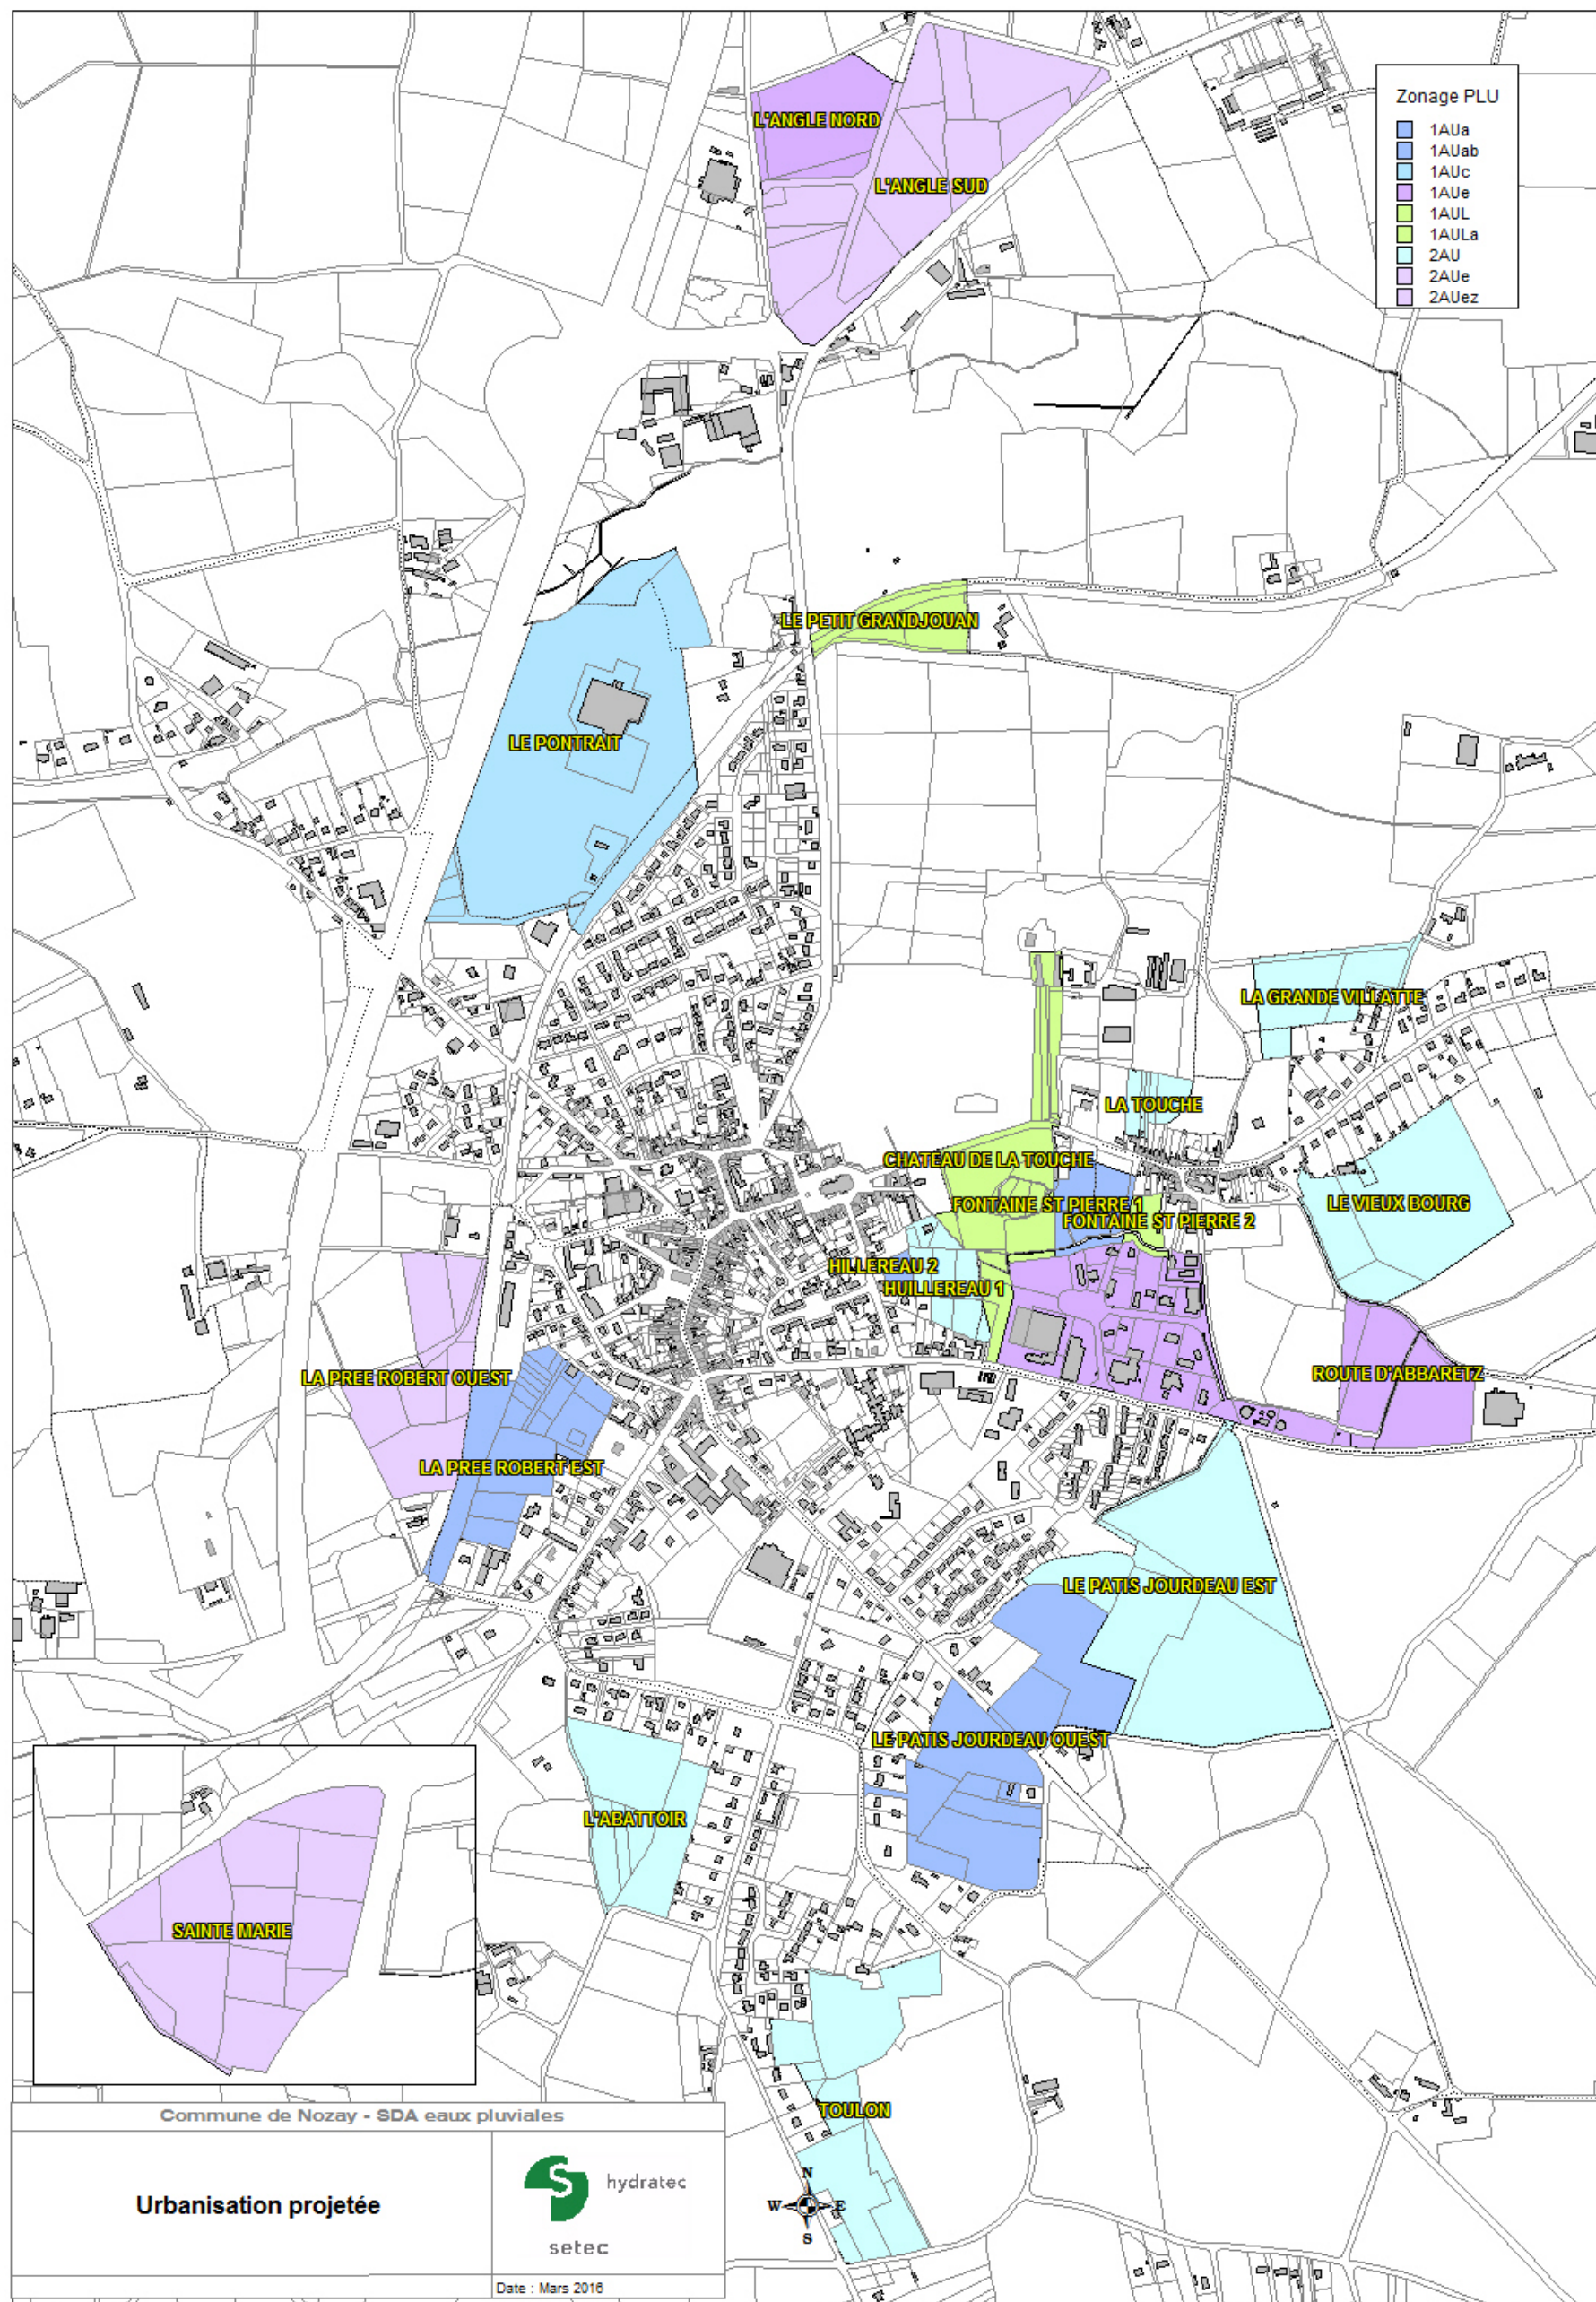 Zonage PLU
1AUa
1AUab
1AUc
1AUe
1AUL
1AULa
2AU
2AUe
2AUez
L'ANGLE NORD
L'ANGLE SUD
LE PETIT GRANDJOUAN
LE PONTRAIT
LA GRANDE VILLATTE
LA TOUCHE
CHATEAU DE LA TOUCHE
FONTAINE ST PIERRE 1
LE VIEUX BOURG
FONTAINE ST PIERRE 2
HILLEREAU 2
HUILLEREAU 1
LA PREE ROBERT OUEST
ROUTE D'ABBARETZ
LA PREE ROBERT EST
LE PATIS JOURDEAU EST
LE PATIS JOURDEAU OUEST
L'ABATTOIR
SAINTE MARIE
TOULON
N
W
E
S
Commune de Nozay - SDA eaux pluviales
Urbanisation projetée
hydratec
setec
Date : Mars 2016